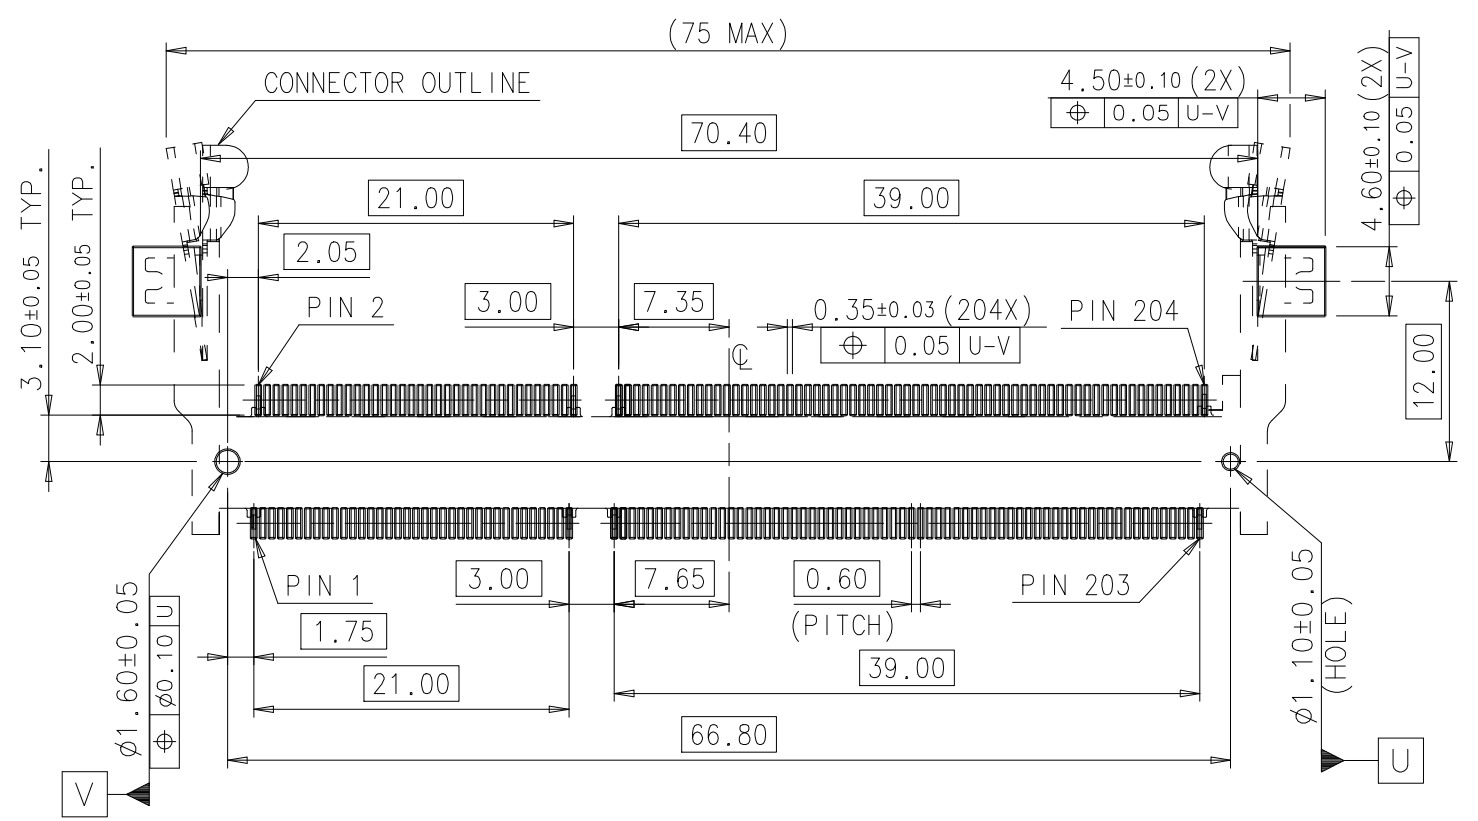 (75 MAX)
CONNECTOR OUTLINE
4.50±0.10 (2X)
⌖ 0.05 U-V
4.60±0.10 (2X)
⌖ 0.05 U-V
70.40
3.10±0.05 TYP.
2.00±0.05 TYP.
21.00
39.00
2.05
PIN 2
3.00
7.35
0.35±0.03 (204X)
⌖ 0.05 U-V
PIN 204
℄
12.00
PIN 1
3.00
7.65
0.60
(PITCH)
PIN 203
1.75
21.00
39.00
66.80
ø1.60±0.05
⌖ ø0.10 U
ø1.10±0.05
(HOLE)
V
U